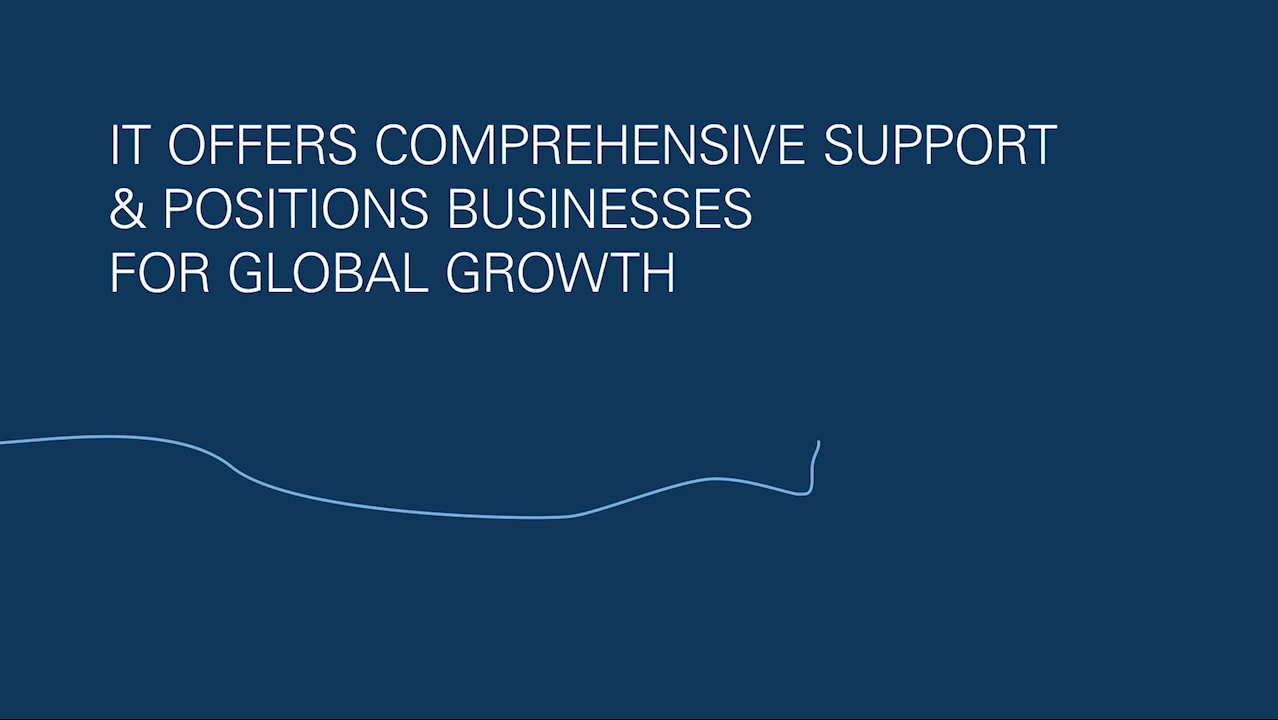 IT OFFERS COMPREHENSIVE SUPPORT
& POSITIONS BUSINESSES
FOR GLOBAL GROWTH